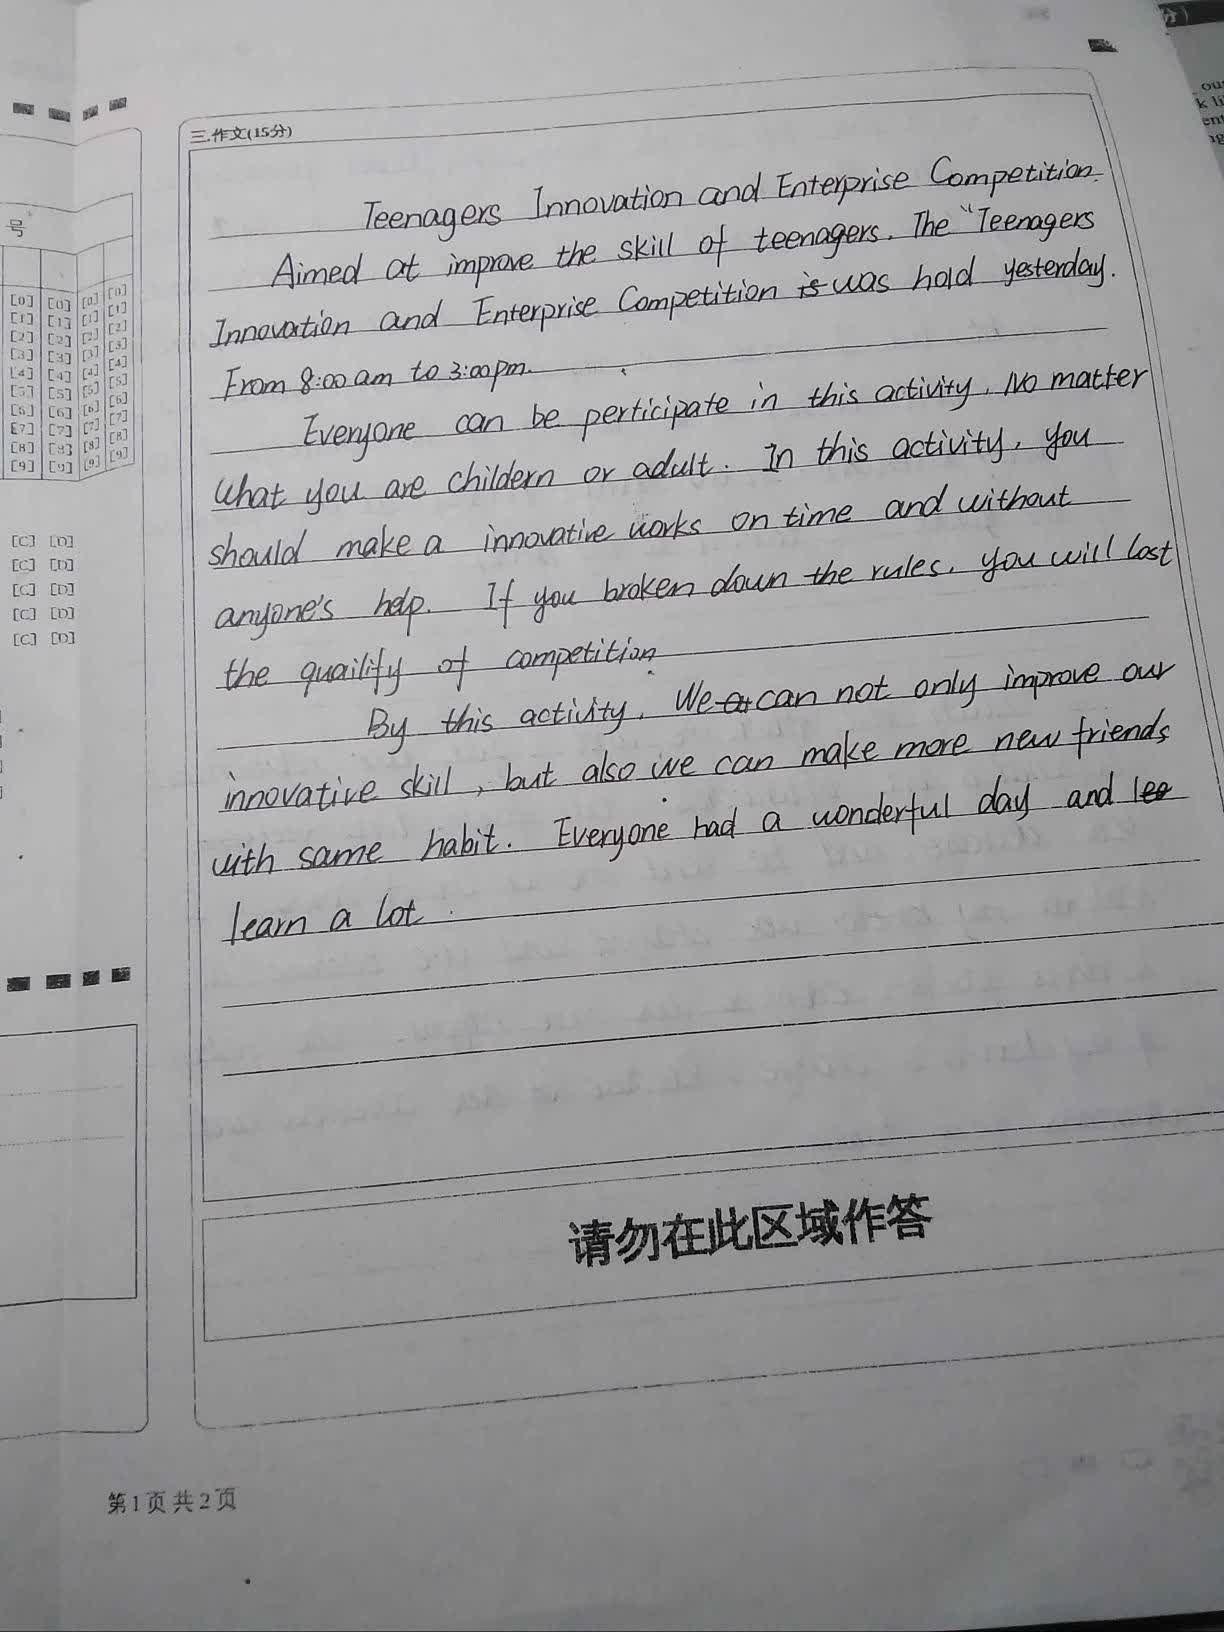 三.作文(15分)
Teenagers Innovation and Enterprise Competition.
Aimed at improve the skill of teenagers. The "Teenagers
Innovation and Enterprise Competition is was hold yesterday.
From 8:00 am to 3:00pm.
Everyone can be perticipate in this activity. No matter
what you are childern or adult. In this activity, you
should make a innovative works on time and without
anyone's help. If you broken down the rules, you will lost
the quailify of competition
By this activity, We can not only improve our
innovative skill, but also we can make more new friends
with same habit. Everyone had a wonderful day and
learn a lot.
请勿在此区域作答
第1页共2页
号
[0] [0] [0] [0]
[1] [1] [1] [1]
[2] [2] [2] [2]
[3] [3] [3] [3]
[4] [4] [4] [4]
[5] [5] [5] [5]
[6] [6] [6] [6]
[7] [7] [7] [7]
[8] [8] [8] [8]
[9] [9] [9] [9]
[C] [D]
[C] [D]
[C] [D]
[C] [D]
[C] [D]